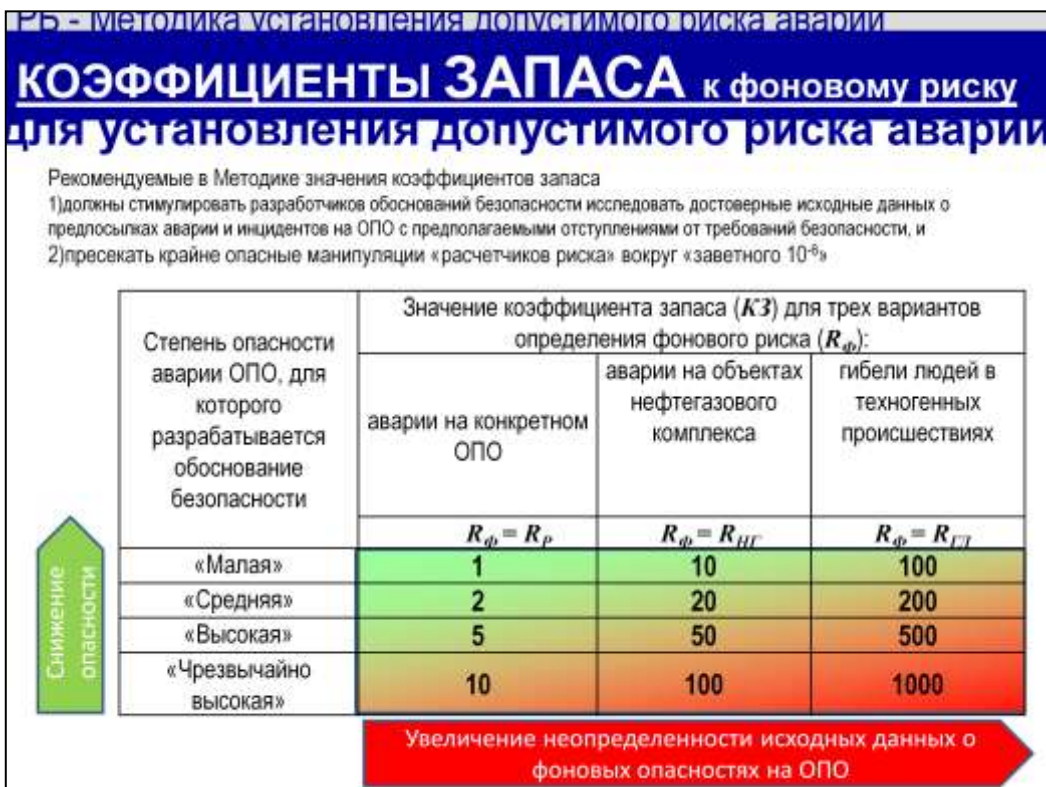 РБ - Методика установления допустимого риска аварии
КОЭФФИЦИЕНТЫ ЗАПАСА к фоновому риску
для установления допустимого риска аварии
Рекомендуемые в Методике значения коэффициентов запаса
1)должны стимулировать разработчиков обоснований безопасности исследовать достоверные исходные данных о
предпосылках аварии и инцидентов на ОПО с предполагаемыми отступлениями от требований безопасности, и
2)пресекать крайне опасные манипуляции «расчетчиков риска» вокруг «заветного 10⁻⁶»
Степень опасности
аварии ОПО, для
которого
разрабатывается
обоснование
безопасности
Значение коэффициента запаса (КЗ) для трех вариантов
определения фонового риска (Rф):
аварии на конкретном
ОПО
аварии на объектах
нефтегазового
комплекса
гибели людей в
техногенных
происшествиях
Rф = RР
Rф = RНГ
Rф = RГЛ
«Малая» 1 10 100
«Средняя» 2 20 200
«Высокая» 5 50 500
«Чрезвычайно
высокая» 10 100 1000
Снижение
опасности
Увеличение неопределенности исходных данных о
фоновых опасностях на ОПО